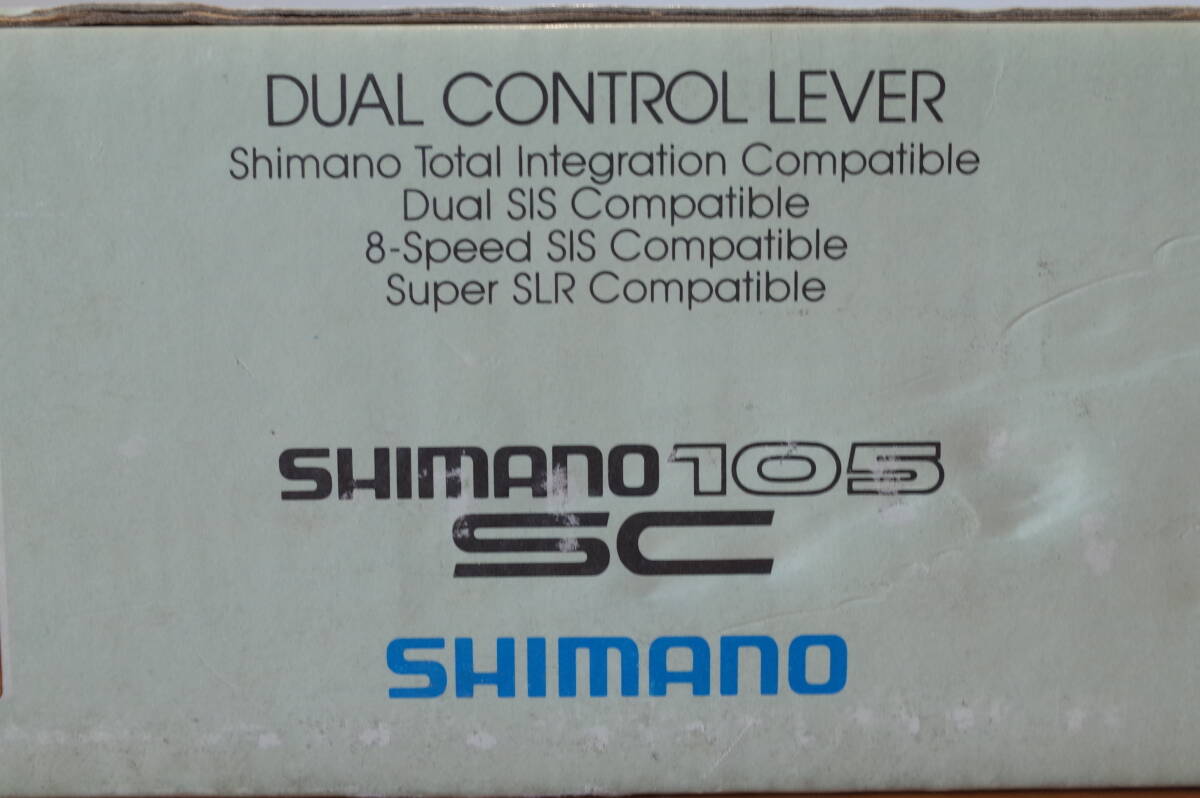 DUAL CONTROL LEVER
Shimano Total Integration Compatible
Dual SIS Compatible
8-Speed SIS Compatible
Super SLR Compatible
SHIMANO 105
SC
SHIMANO